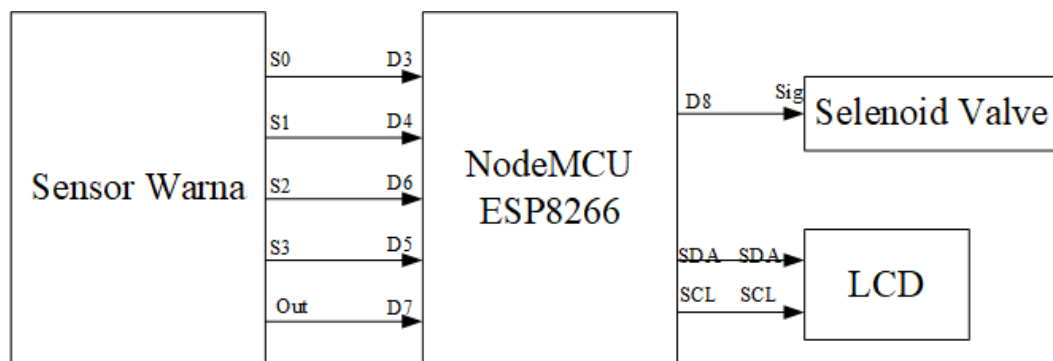 Sensor Warna
S0 D3
S1 D4
S2 D6
S3 D5
Out D7
NodeMCU
ESP8266
D8 Sig
Selenoid Valve
SDA SDA
SCL SCL
LCD